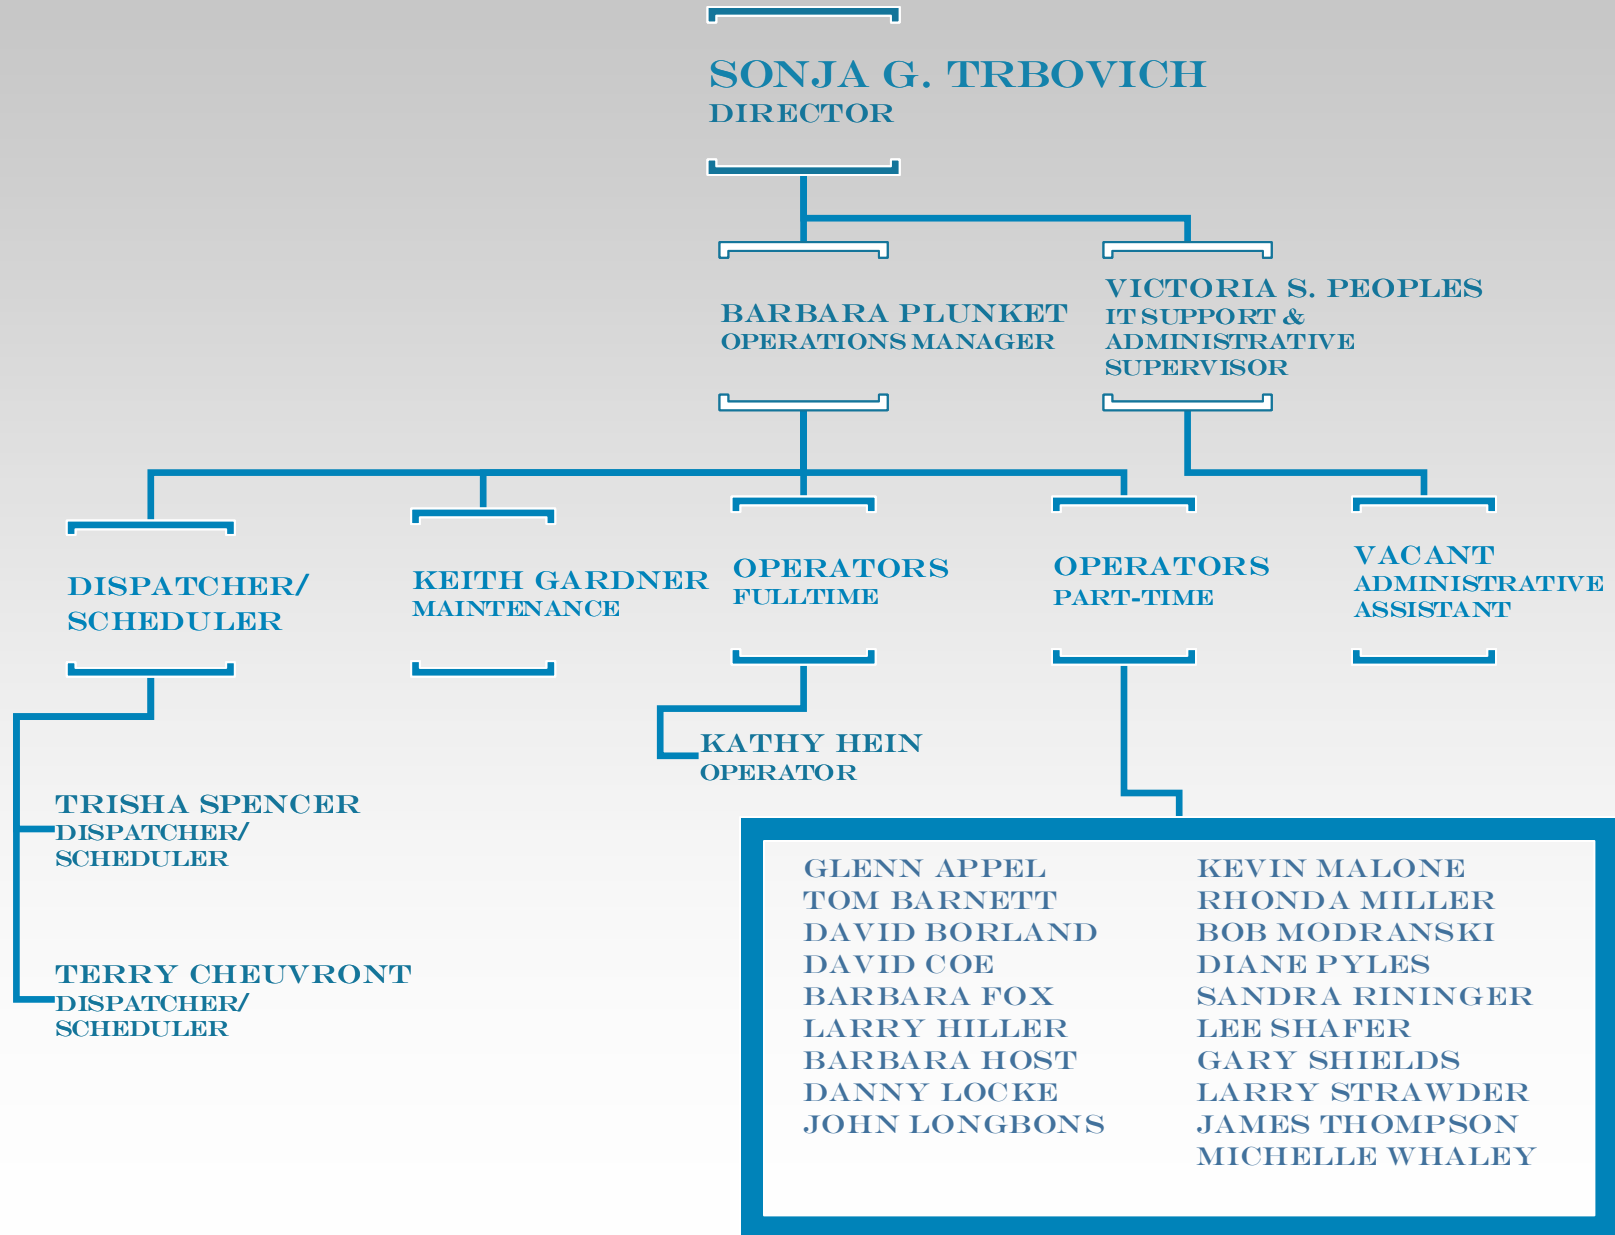 SONJA G. TRBOVICH
DIRECTOR
BARBARA PLUNKET
OPERATIONS MANAGER
VICTORIA S. PEOPLES
IT SUPPORT &
ADMINISTRATIVE
SUPERVISOR
DISPATCHER/
SCHEDULER
KEITH GARDNER
MAINTENANCE
OPERATORS
FULLTIME
OPERATORS
PART-TIME
VACANT
ADMINISTRATIVE
ASSISTANT
TRISHA SPENCER
DISPATCHER/
SCHEDULER
TERRY CHEUVRONT
DISPATCHER/
SCHEDULER
KATHY HEIN
OPERATOR
GLENN APPEL
TOM BARNETT
DAVID BORLAND
DAVID COE
BARBARA FOX
LARRY HILLER
BARBARA HOST
DANNY LOCKE
JOHN LONGBONS
KEVIN MALONE
RHONDA MILLER
BOB MODRANSKI
DIANE PYLES
SANDRA RININGER
LEE SHAFER
GARY SHIELDS
LARRY STRAWDER
JAMES THOMPSON
MICHELLE WHALEY